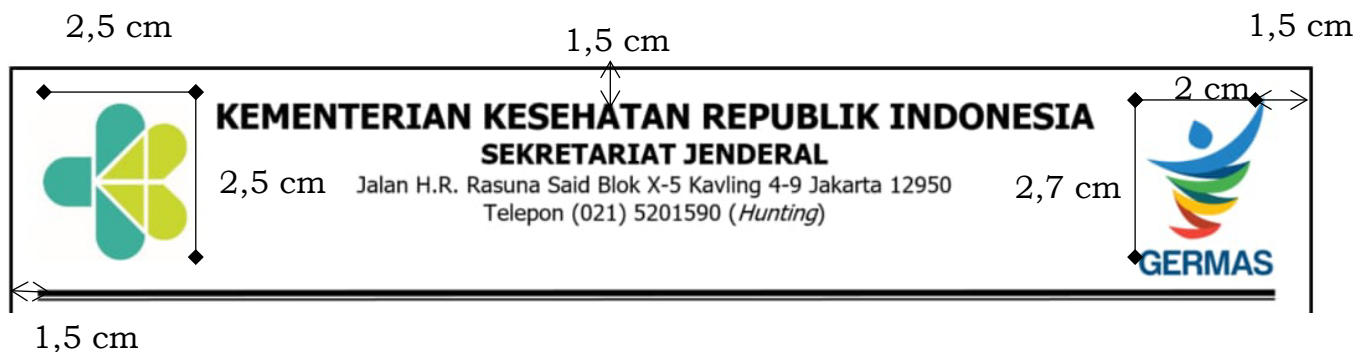 2,5 cm
1,5 cm
1,5 cm
2 cm
KEMENTERIAN KESEHATAN REPUBLIK INDONESIA
SEKRETARIAT JENDERAL
2,5 cm
Jalan H.R. Rasuna Said Blok X-5 Kavling 4-9 Jakarta 12950
2,7 cm
Telepon (021) 5201590 (Hunting)
GERMAS
1,5 cm